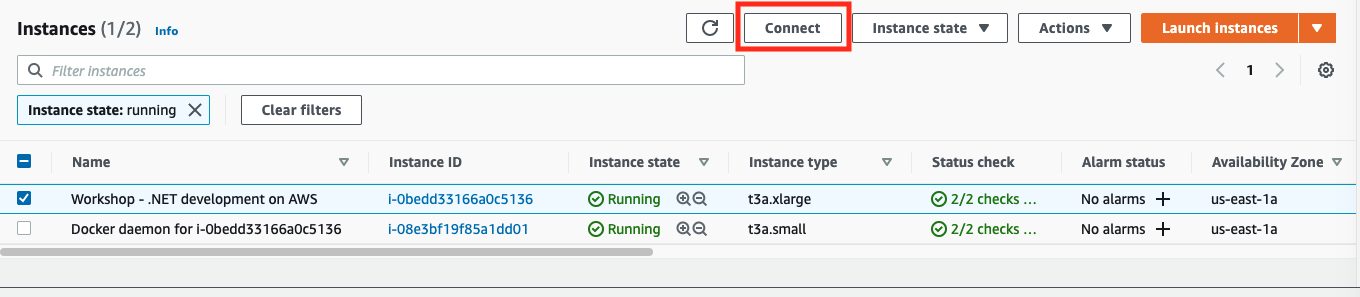 Instances (1/2) Info Connect Instance state Actions Launch instances
Filter instances 1
Instance state: running Clear filters
Name Instance ID Instance state Instance type Status check Alarm status Availability Zone
Workshop - .NET development on AWS i-0bedd33166a0c5136 Running t3a.xlarge 2/2 checks ... No alarms us-east-1a
Docker daemon for i-0bedd33166a0c5136 i-08e3bf19f85a1dd01 Running t3a.small 2/2 checks ... No alarms us-east-1a